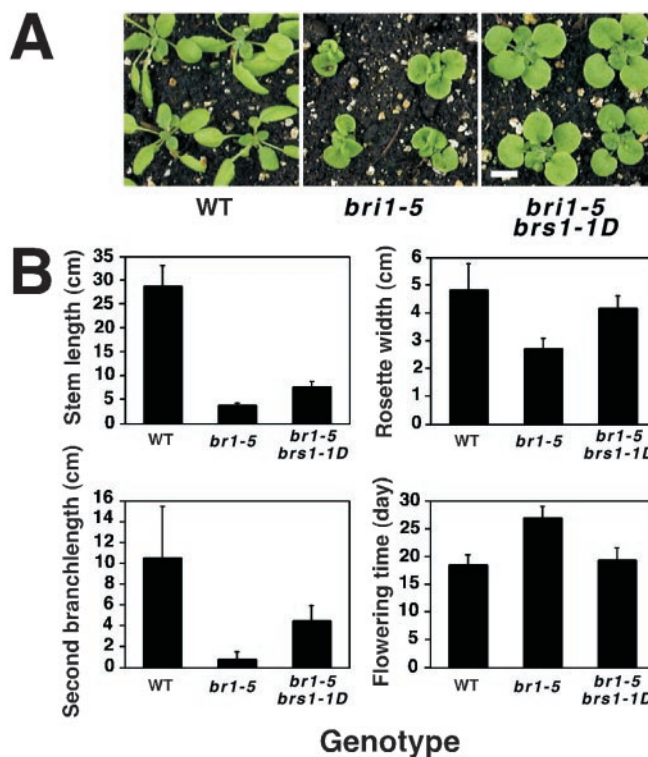 A
WT
bri1-5
bri1-5
brs1-1D
B
Stem length (cm)
35
30
25
20
15
10
5
0
WT
br1-5
br1-5
brs1-1D
Rosette width (cm)
6
5
4
3
2
1
0
WT
br1-5
br1-5
brs1-1D
Second branchlength (cm)
16
14
12
10
8
6
4
2
0
WT
br1-5
br1-5
brs1-1D
Flowering time (day)
30
25
20
15
10
5
0
WT
br1-5
br1-5
brs1-1D
Genotype